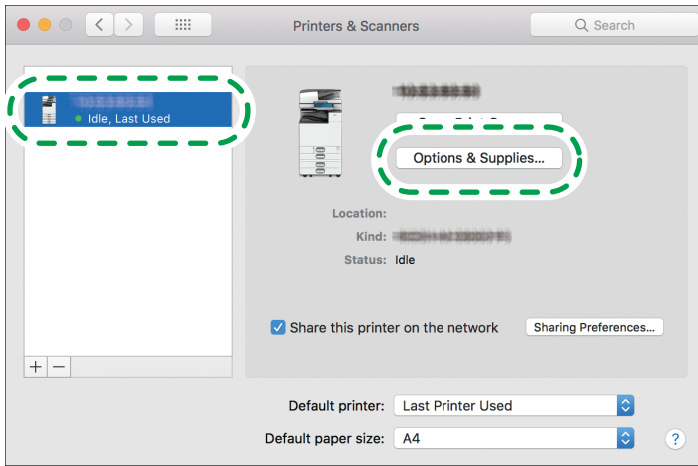 Printers & Scanners
Search
Idle, Last Used
Options & Supplies...
Location:
Kind:
Status: Idle
Share this printer on the network
Sharing Preferences...
+ −
Default printer: Last Printer Used
Default paper size: A4
?